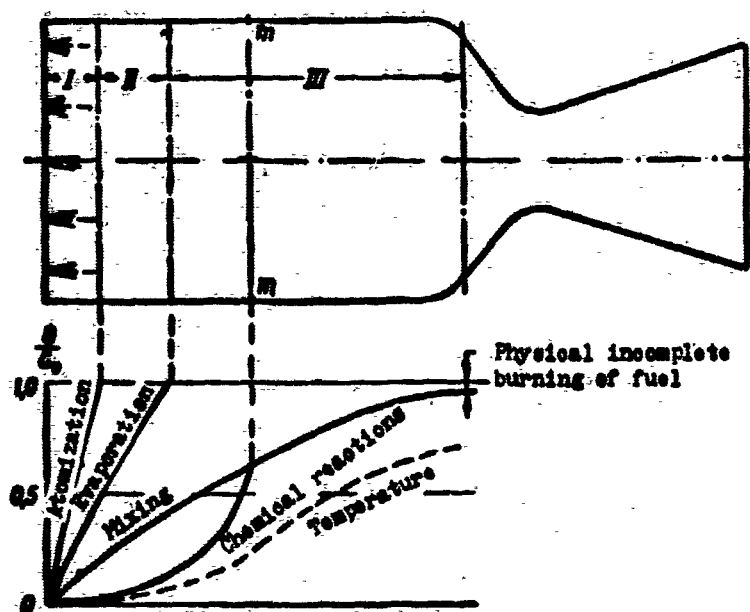 m
I II III
m
Physical incomplete
burning of fuel
1,0
Atomization
Evaporation
Mixing
Chemical reactions
Temperature
0,5
0